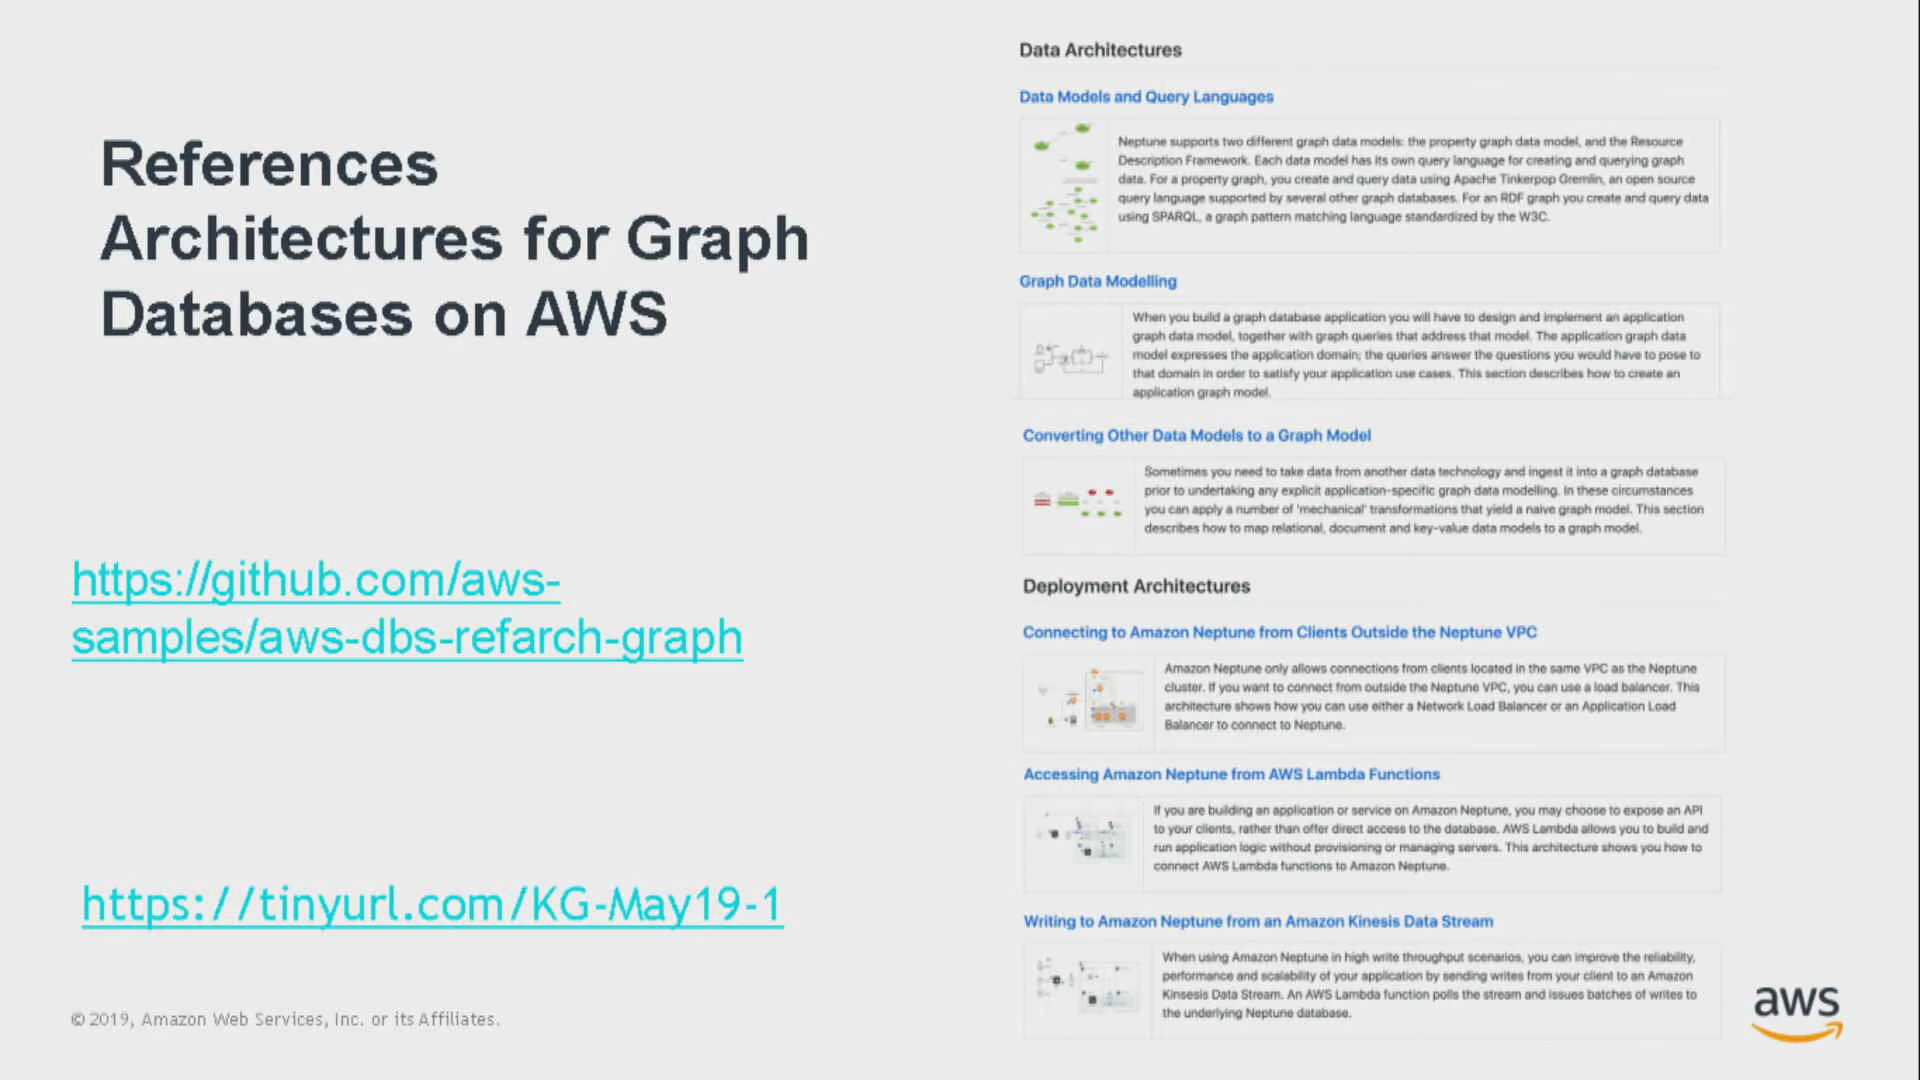 References
Architectures for Graph
Databases on AWS
https://github.com/aws-
samples/aws-dbs-refarch-graph
https://tinyurl.com/KG-May19-1
© 2019, Amazon Web Services, Inc. or its Affiliates.
Data Architectures
Data Models and Query Languages
Neptune supports two different graph data models: the property graph data model, and the Resource
Description Framework. Each data model has its own query language for creating and querying graph
data. For a property graph, you create and query data using Apache Tinkerpop Gremlin, an open source
query language supported by several other graph databases. For an RDF graph you create and query data
using SPARQL, a graph pattern matching language standardized by the W3C.
Graph Data Modelling
When you build a graph database application you will have to design and implement an application
graph data model, together with graph queries that address that model. The application graph data
model expresses the application domain; the queries answer the questions you would have to pose to
that domain in order to satisfy your application use cases. This section describes how to create an
application graph model.
Converting Other Data Models to a Graph Model
Sometimes you need to take data from another data technology and ingest it into a graph database
prior to undertaking any explicit application-specific graph data modelling. In these circumstances
you can apply a number of 'mechanical' transformations that yield a naive graph model. This section
describes how to map relational, document and key-value data models to a graph model.
Deployment Architectures
Connecting to Amazon Neptune from Clients Outside the Neptune VPC
Amazon Neptune only allows connections from clients located in the same VPC as the Neptune
cluster. If you want to connect from outside the Neptune VPC, you can use a load balancer. This
architecture shows how you can use either a Network Load Balancer or an Application Load
Balancer to connect to Neptune.
Accessing Amazon Neptune from AWS Lambda Functions
If you are building an application or service on Amazon Neptune, you may choose to expose an API
to your clients, rather than offer direct access to the database. AWS Lambda allows you to build and
run application logic without provisioning or managing servers. This architecture shows you how to
connect AWS Lambda functions to Amazon Neptune.
Writing to Amazon Neptune from an Amazon Kinesis Data Stream
When using Amazon Neptune in high write throughput scenarios, you can improve the reliability,
performance and scalability of your application by sending writes from your client to an Amazon
Kinsesis Data Stream. An AWS Lambda function polls the stream and issues batches of writes to
the underlying Neptune database.
aws